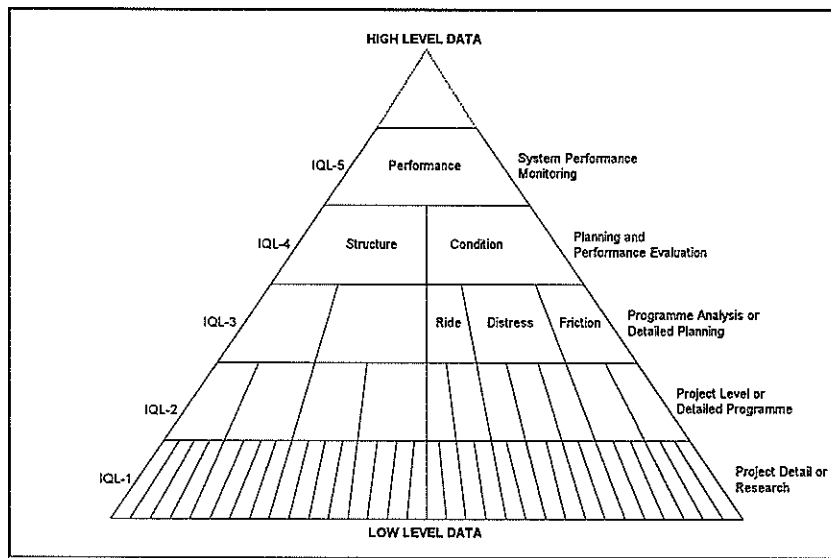 HIGH LEVEL DATA
IQL-5
Performance
System Performance
Monitoring
IQL-4
Structure
Condition
Planning and
Performance Evaluation
IQL-3
Ride
Distress
Friction
Programme Analysis or
Detailed Planning
IQL-2
Project Level or
Detailed Programme
IQL-1
Project Detail or
Research
LOW LEVEL DATA